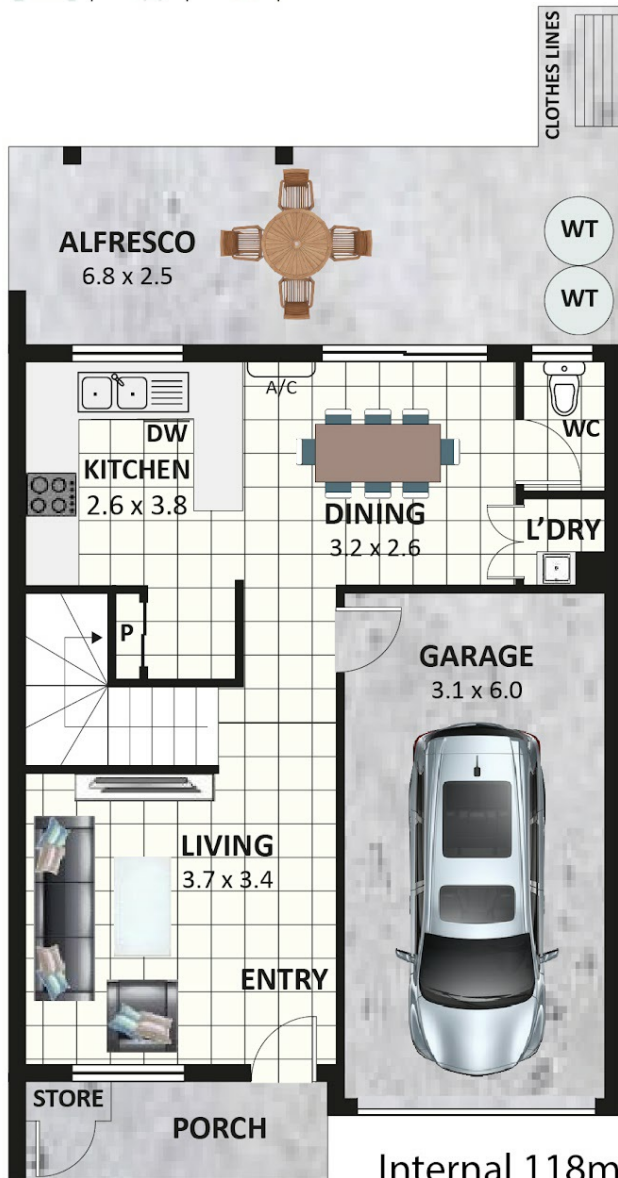 CLOTHES LINES
ALFRESCO
6.8 x 2.5
WT
WT
A/C
DW
KITCHEN
2.6 x 3.8
WC
DINING
3.2 x 2.6
L'DRY
P
GARAGE
3.1 x 6.0
LIVING
3.7 x 3.4
ENTRY
STORE
PORCH
Internal 118m